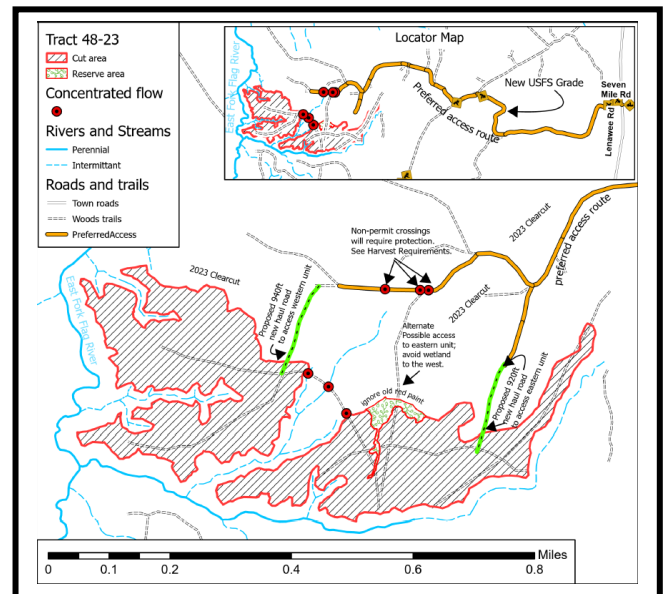 Tract 48-23
Cut area
Reserve area
Concentrated flow
Rivers and Streams
Perennial
Intermittant
Roads and trails
Town roads
Woods trails
PreferredAccess
Locator Map
East Fork Flag River
Preferred access route
New USFS Grade
Seven
Mile Rd
Lenawee Rd
2023 Clearcut
preferred access route
Non-permit crossings
will require protection.
See Harvest Requirements.
2023 Clearcut
2023 Clearcut
East Fork Flag River
Proposed 940ft
new haul road
to access western unit
Alternate
Possible access
to eastern unit;
avoid wetland
to the west.
ignore old red paint
Proposed 920ft
new haul road
to access eastern unit
0 0.1 0.2 0.4 0.6 0.8
Miles